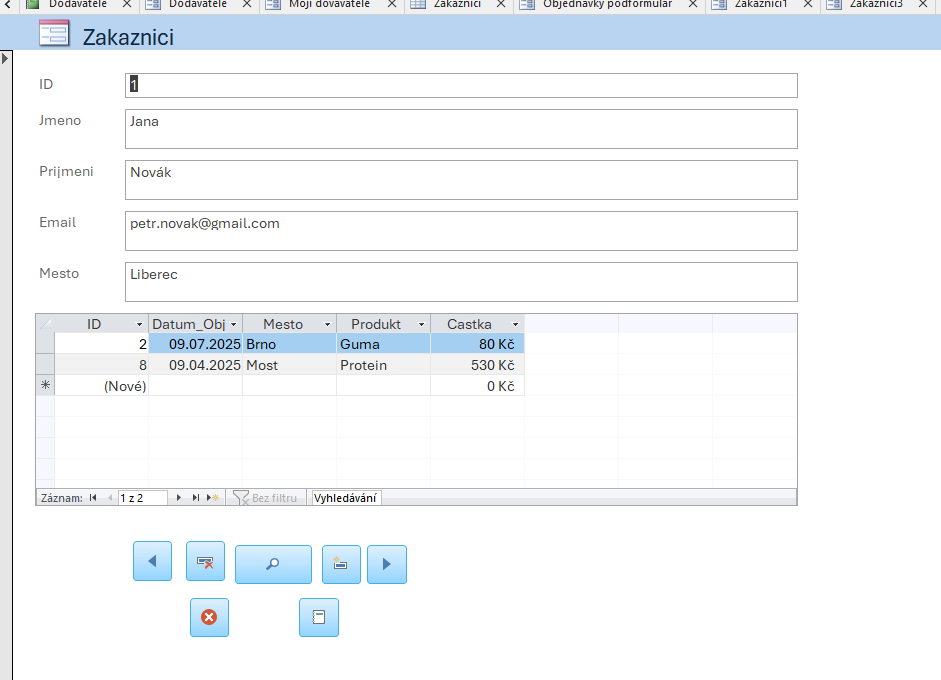 Dodavatele Dodavatele Moji dovavatele Zakaznici Objednavky podformular Zakaznici1 Zakaznici3
Zakaznici
ID 1
Jmeno Jana
Prijmeni Novák
Email petr.novak@gmail.com
Mesto Liberec
ID Datum_Obj Mesto Produkt Castka
2 09.07.2025 Brno Guma 80 Kč
8 09.04.2025 Most Protein 530 Kč
(Nové) 0 Kč
Záznam: 1 z 2 Bez filtru Vyhledávání